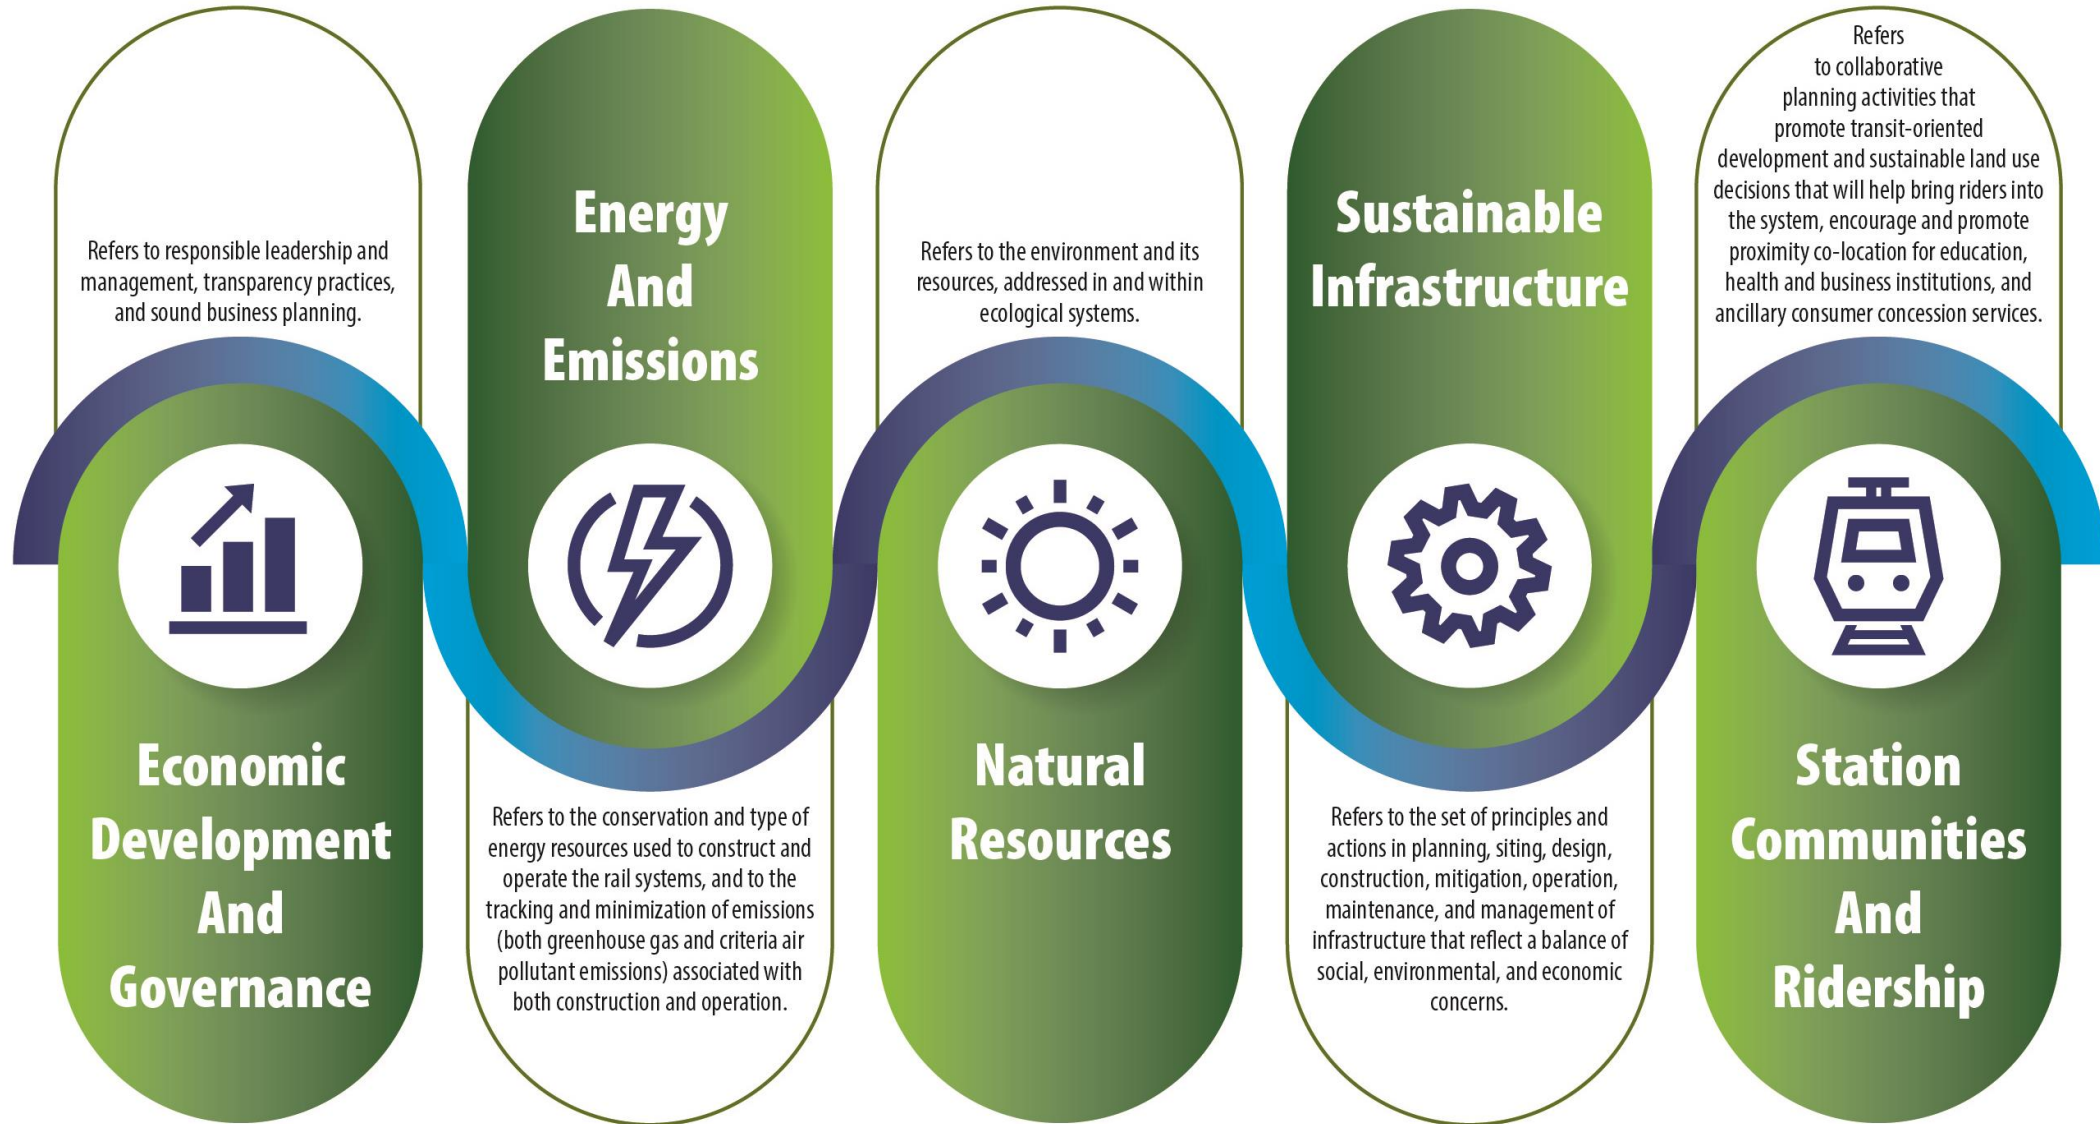 Refers to responsible leadership and
management, transparency practices,
and sound business planning.
Economic
Development
And
Governance
Energy
And
Emissions
Refers to the conservation and type of
energy resources used to construct and
operate the rail systems, and to the
tracking and minimization of emissions
(both greenhouse gas and criteria air
pollutant emissions) associated with
both construction and operation.
Refers to the environment and its
resources, addressed in and within
ecological systems.
Natural
Resources
Sustainable
Infrastructure
Refers to the set of principles and
actions in planning, siting, design,
construction, mitigation, operation,
maintenance, and management of
infrastructure that reflect a balance of
social, environmental, and economic
concerns.
Refers
to collaborative
planning activities that
promote transit-oriented
development and sustainable land use
decisions that will help bring riders into
the system, encourage and promote
proximity co-location for education,
health and business institutions, and
ancillary consumer concession services.
Station
Communities
And
Ridership